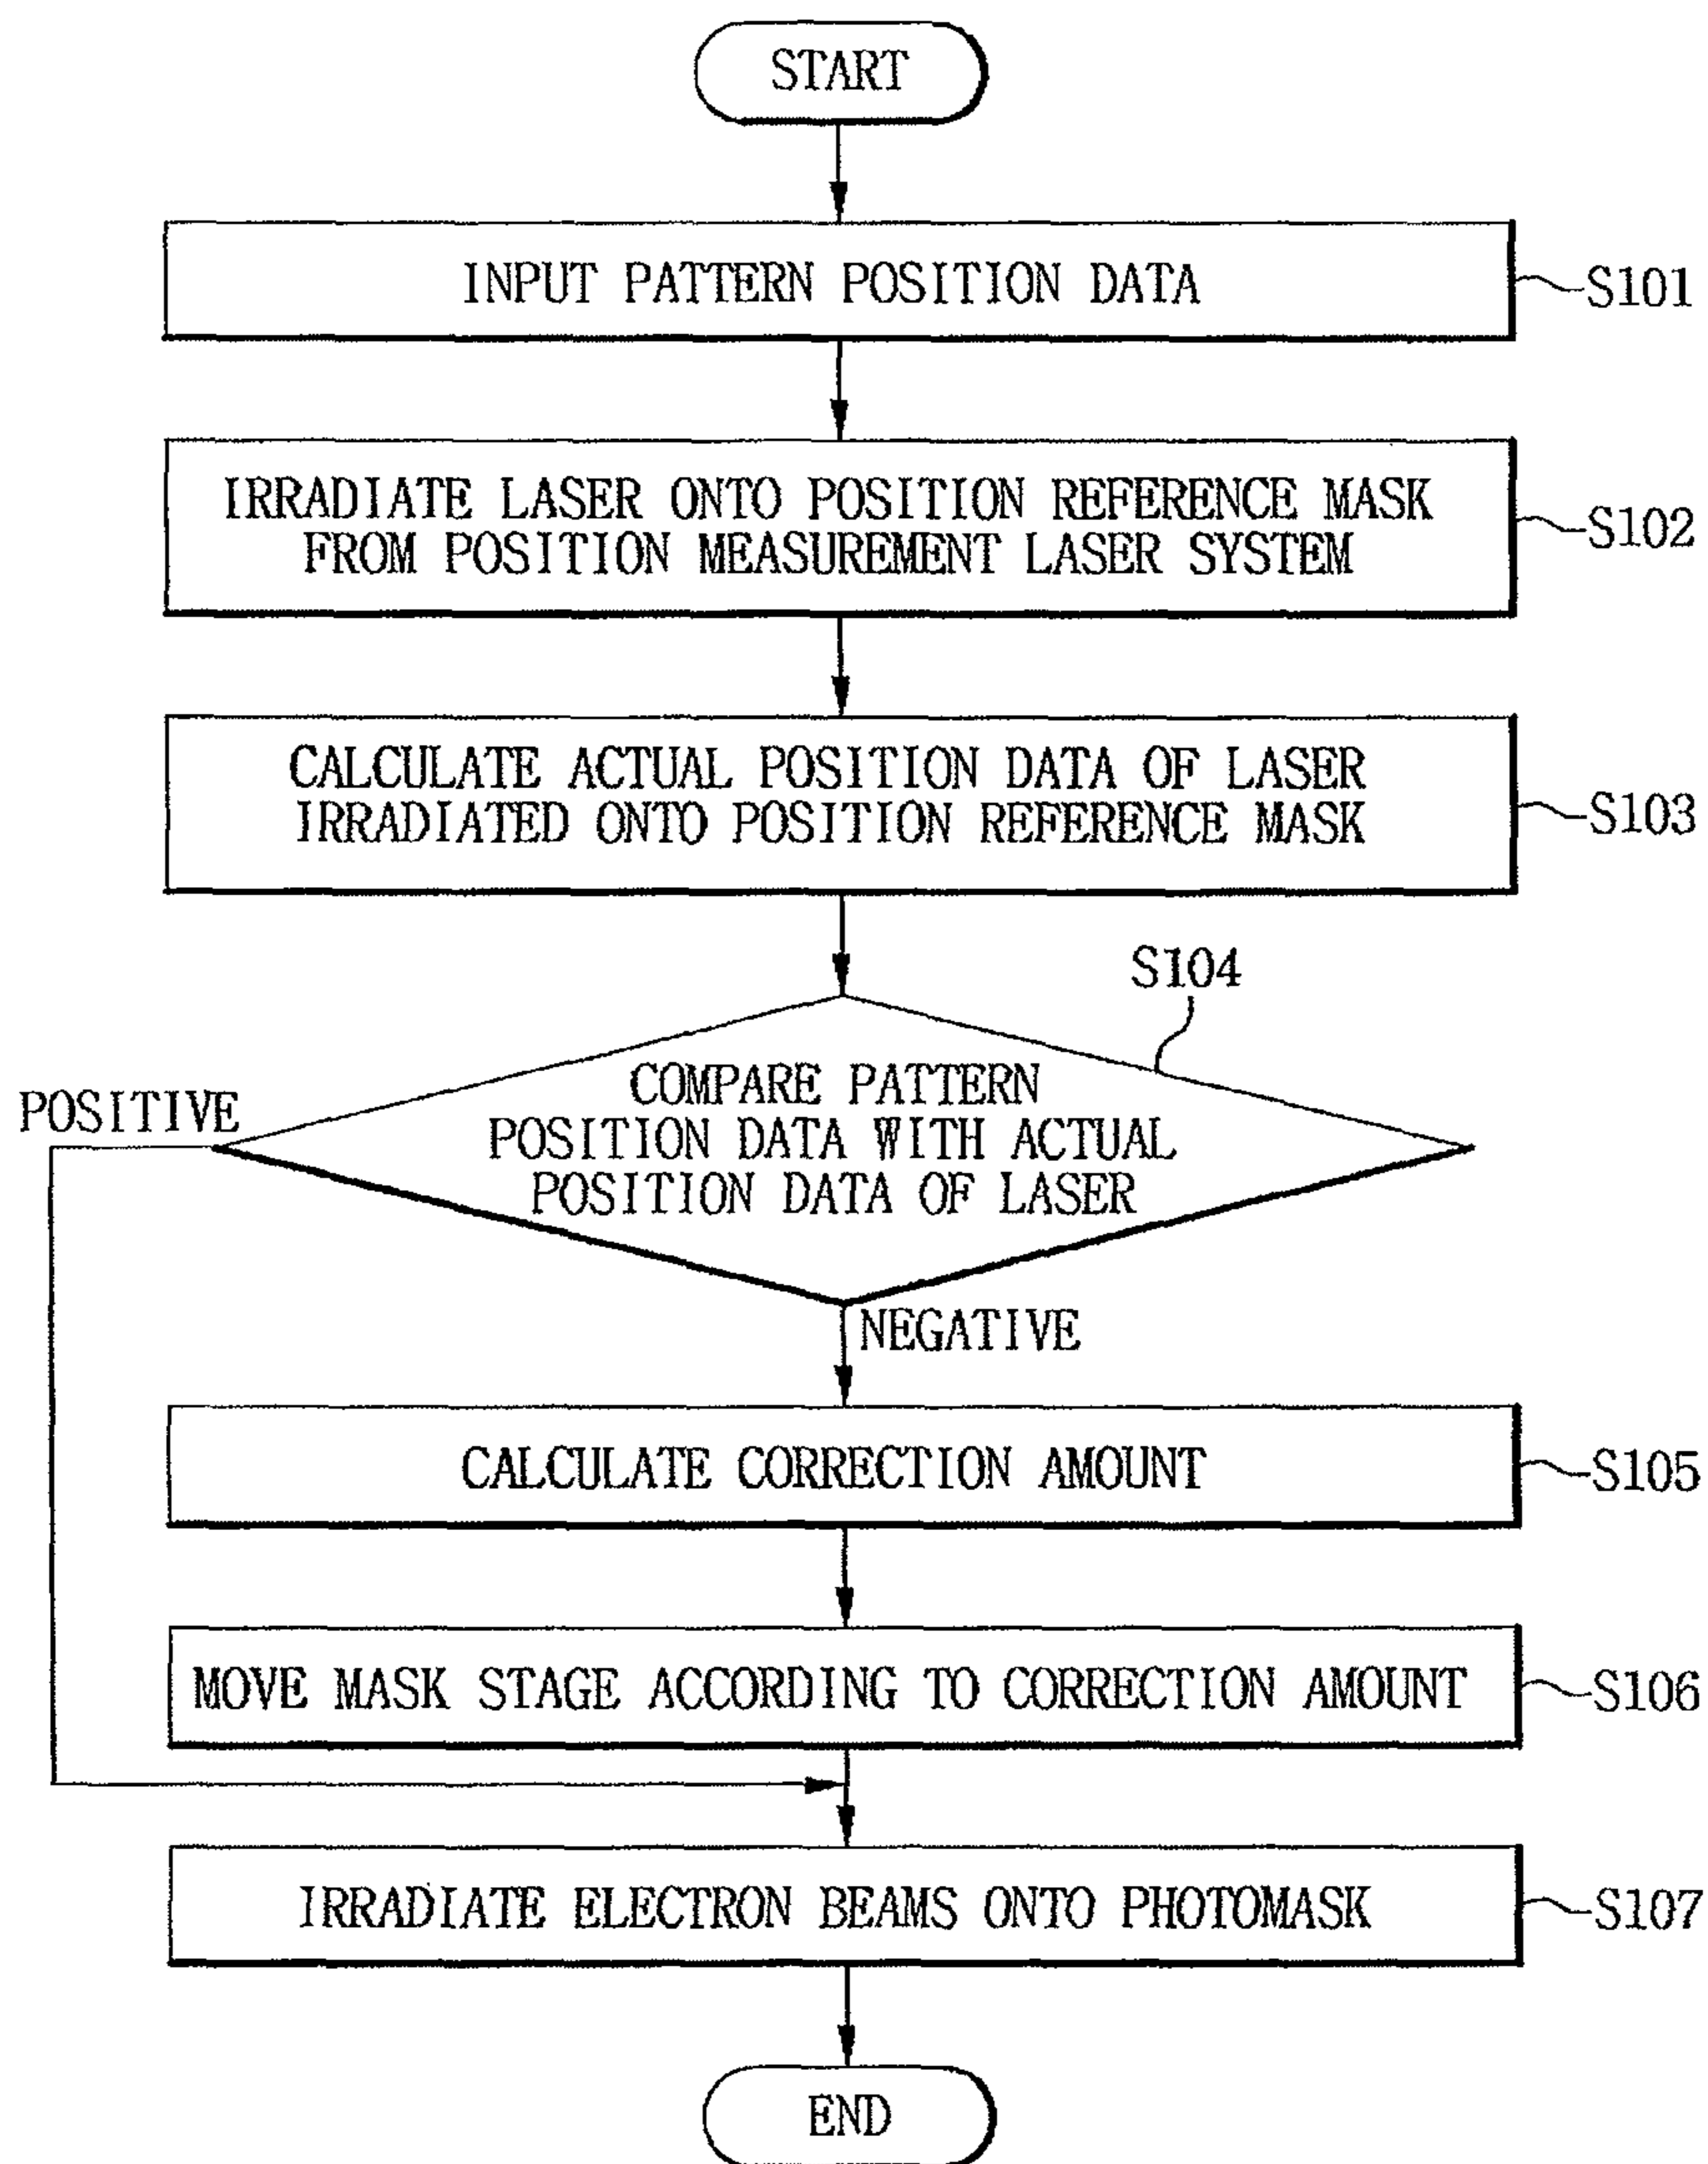 START
INPUT PATTERN POSITION DATA
S101
IRRADIATE LASER ONTO POSITION REFERENCE MASK
FROM POSITION MEASUREMENT LASER SYSTEM
S102
CALCULATE ACTUAL POSITION DATA OF LASER
IRRADIATED ONTO POSITION REFERENCE MASK
S103
S104
COMPARE PATTERN
POSITION DATA WITH ACTUAL
POSITION DATA OF LASER
POSITIVE
NEGATIVE
CALCULATE CORRECTION AMOUNT
S105
MOVE MASK STAGE ACCORDING TO CORRECTION AMOUNT
S106
IRRADIATE ELECTRON BEAMS ONTO PHOTOMASK
S107
END